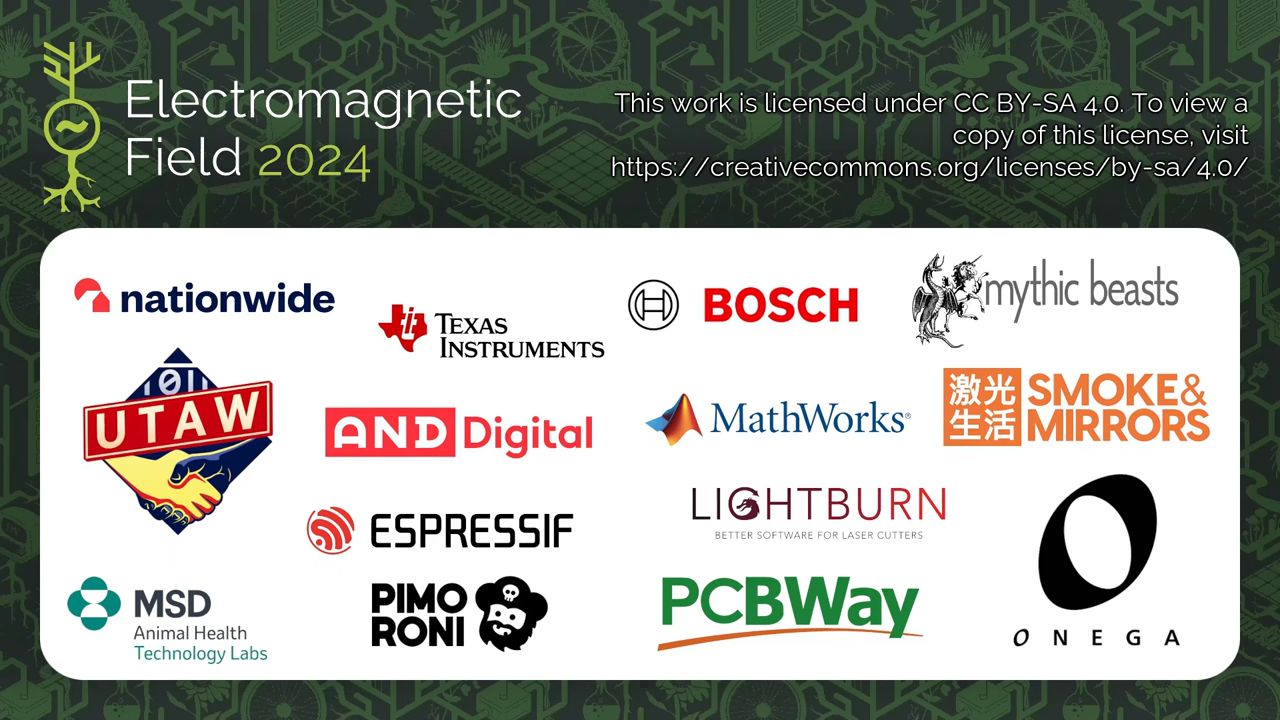 Electromagnetic
Field 2024
This work is licensed under CC BY-SA 4.0. To view a
copy of this license, visit
https://creativecommons.org/licenses/by-sa/4.0/
nationwide
TEXAS
INSTRUMENTS
BOSCH
mythic beasts
101
UTAW
AND Digital
MathWorks®
激光
生活
SMOKE&
MIRRORS
ESPRESSIF
LIGHTBURN
BETTER SOFTWARE FOR LASER CUTTERS
MSD
Animal Health
Technology Labs
PIMO
RONI
PCBWay
ONEGA